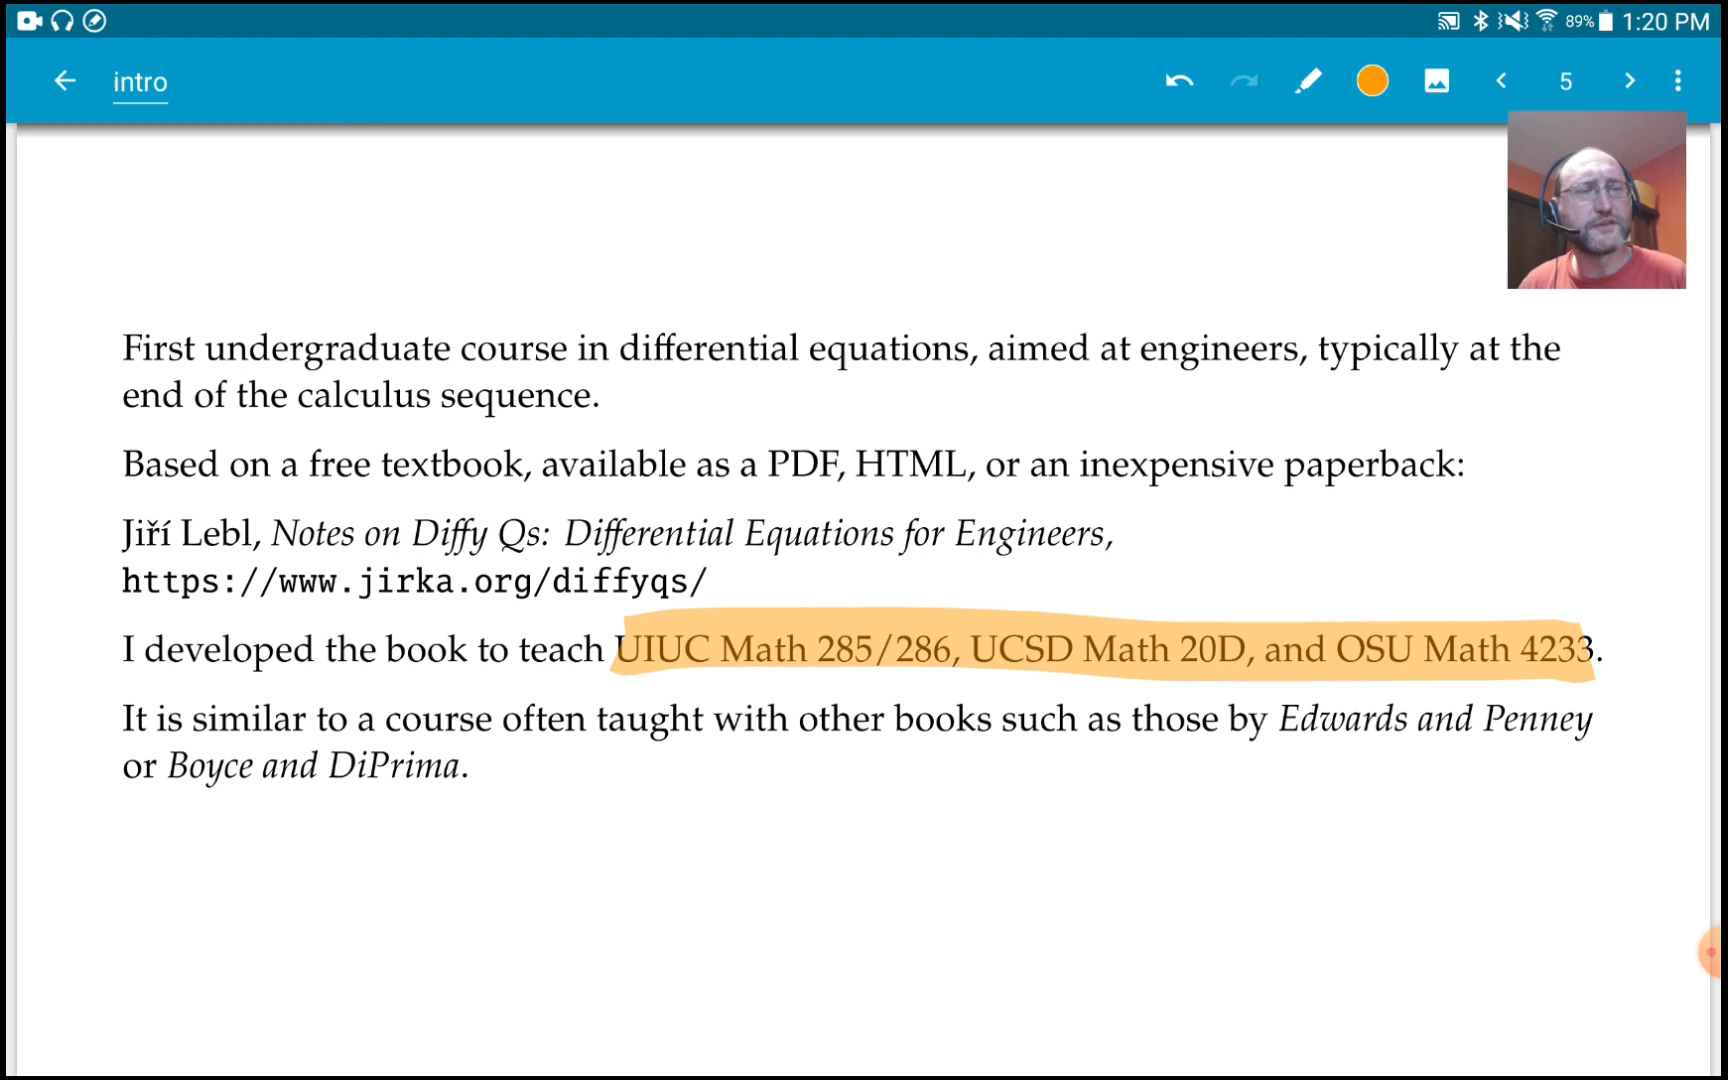 89% 1:20 PM
intro
5
First undergraduate course in differential equations, aimed at engineers, typically at the
end of the calculus sequence.
Based on a free textbook, available as a PDF, HTML, or an inexpensive paperback:
Jiří Lebl, Notes on Diffy Qs: Differential Equations for Engineers,
https://www.jirka.org/diffyqs/
I developed the book to teach UIUC Math 285/286, UCSD Math 20D, and OSU Math 4233.
It is similar to a course often taught with other books such as those by Edwards and Penney
or Boyce and DiPrima.